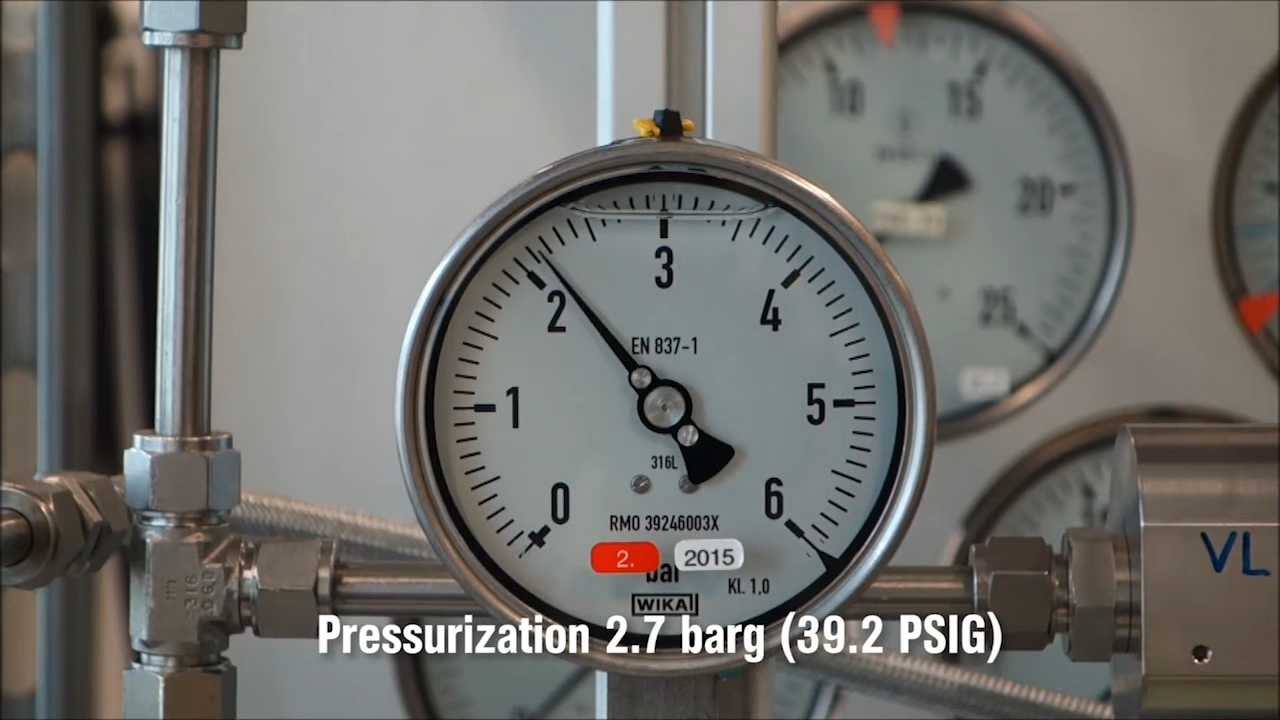 10 15
20
25
3
2 4
1 5
0 6
EN 837-1
316L
RMO 39246003X
2. 2015
bar
Kl. 1,0
WIKA
VL
316
Pressurization 2.7 barg (39.2 PSIG)